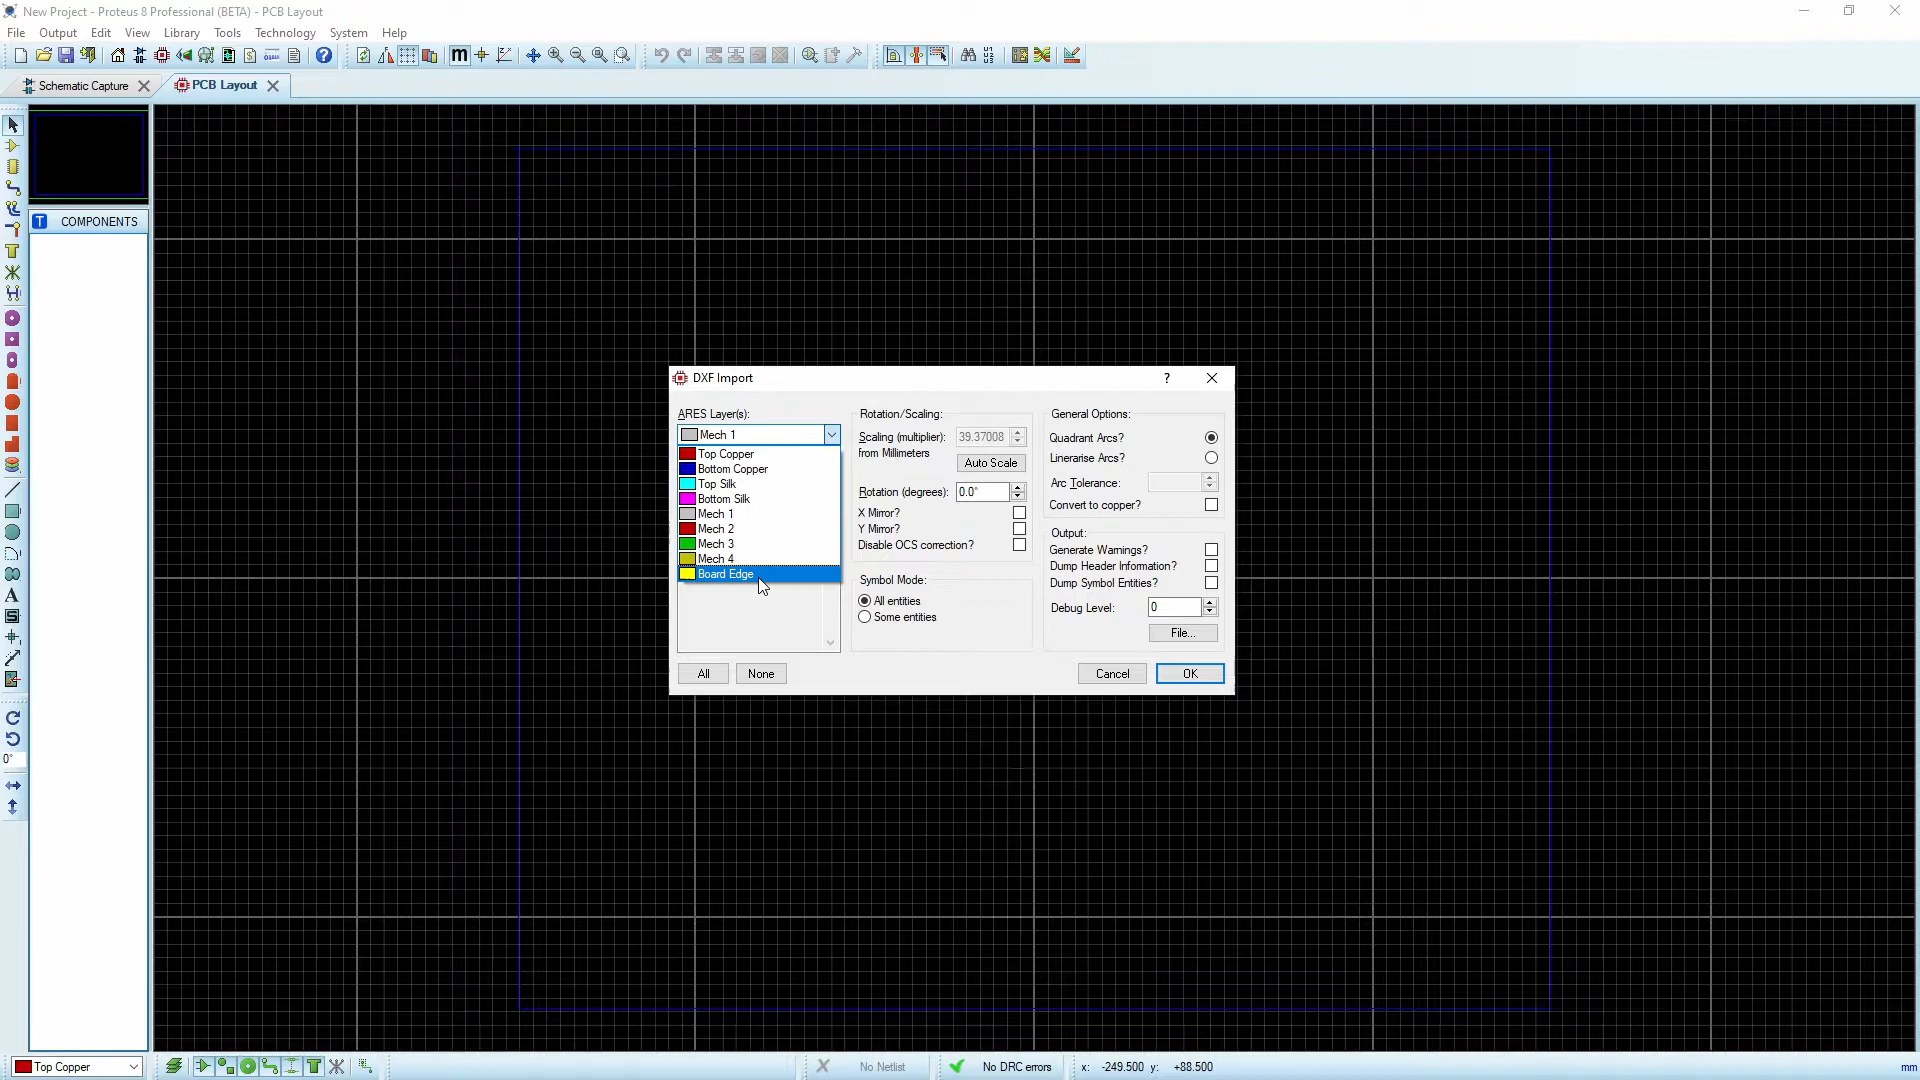 New Project - Proteus 8 Professional (BETA) - PCB Layout
File Output Edit View Library Tools Technology System Help
Schematic Capture PCB Layout
T COMPONENTS
DXF Import ?
ARES Layer(s): Rotation/Scaling: General Options:
Mech 1 Scaling (multiplier): 39.37008 Quadrant Arcs?
from Millimeters Auto Scale Linerarise Arcs?
Top Copper
Bottom Copper
Top Silk
Bottom Silk
Mech 1
Mech 2
Mech 3
Mech 4
Board Edge
Rotation (degrees): 0.0°
X Mirror?
Y Mirror?
Disable OCS correction?
Symbol Mode:
All entities
Some entities
Arc Tolerance:
Convert to copper?
Output:
Generate Warnings?
Dump Header Information?
Dump Symbol Entities?
Debug Level: 0
File...
All None Cancel OK
0°
Top Copper No Netlist No DRC errors x: -249.500 y: +88.500 mm